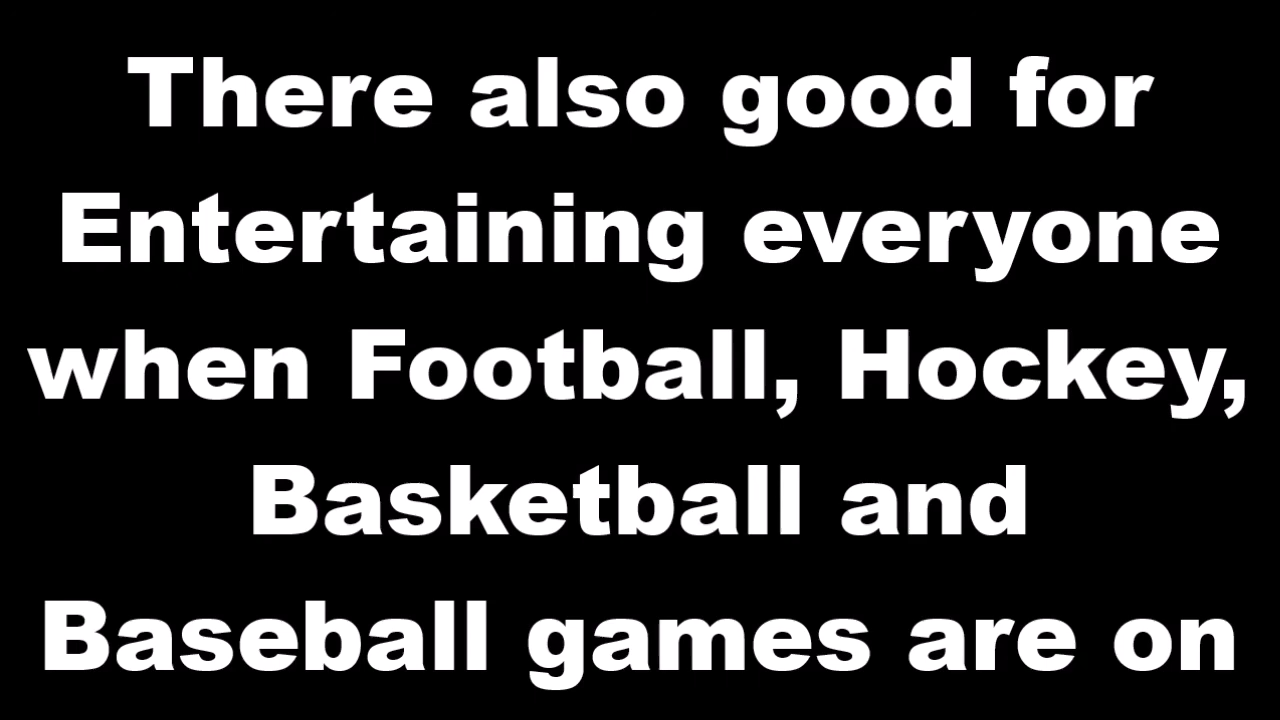 There also good for
Entertaining everyone
when Football, Hockey,
Basketball and
Baseball games are on